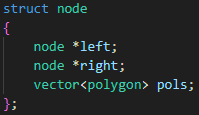 struct node
{
    node *left;
    node *right;
    vector<polygon> pols;
};